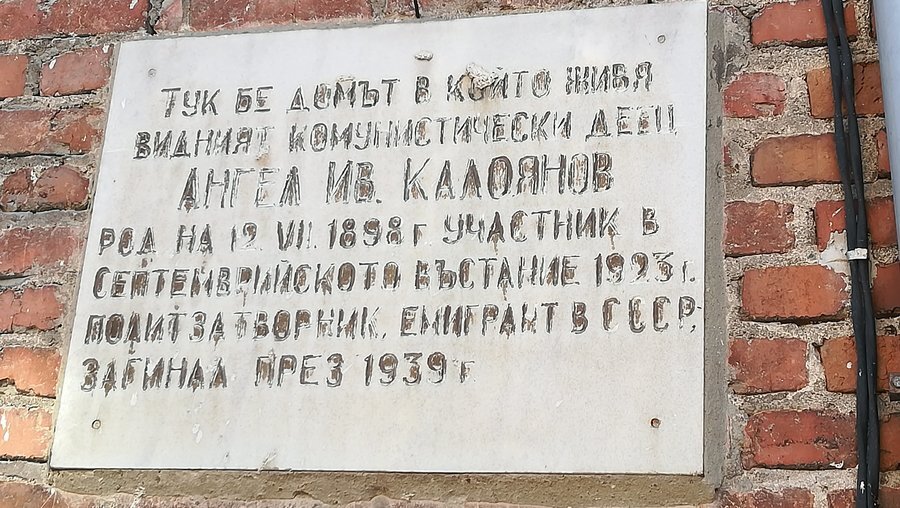 ТУК БЕ ДОМЪТ В КОЙТО ЖИВЯ
ВИДНИЯТ КОМУНИСТИЧЕСКИ ДЕЕЦ
АНГЕЛ ИВ. КАЛОЯНОВ
РОД НА 12 VII. 1898 Г УЧАСТНИК В
СЕПТЕМВРИЙСКОТО ВЪСТАНИЕ 1923 Г.
ПОЛИТЗАТВОРНИК, ЕМИГРАНТ В СССР,
ЗАГИНАЛ ПРЕЗ 1939 Г